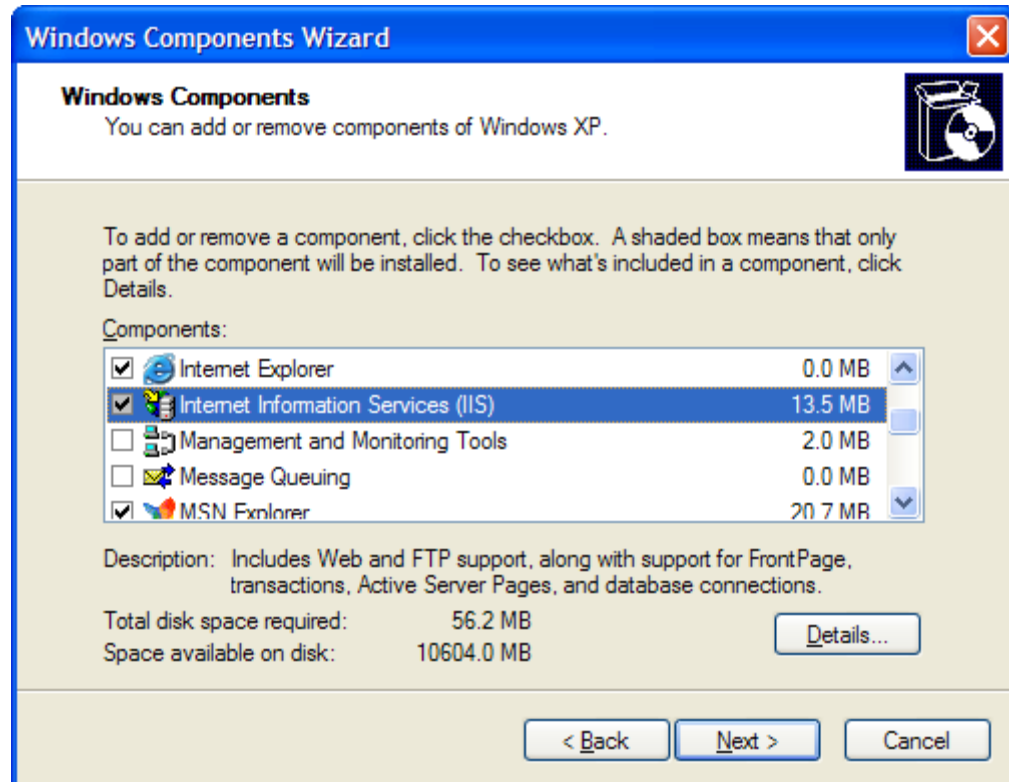 Windows Components Wizard
Windows Components
You can add or remove components of Windows XP.
To add or remove a component, click the checkbox. A shaded box means that only
part of the component will be installed. To see what's included in a component, click
Details.
Components:
Internet Explorer 0.0 MB
Internet Information Services (IIS) 13.5 MB
Management and Monitoring Tools 2.0 MB
Message Queuing 0.0 MB
MSN Explorer 20.7 MB
Description: Includes Web and FTP support, along with support for FrontPage,
transactions, Active Server Pages, and database connections.
Total disk space required: 56.2 MB
Space available on disk: 10604.0 MB
Details...
< Back Next > Cancel